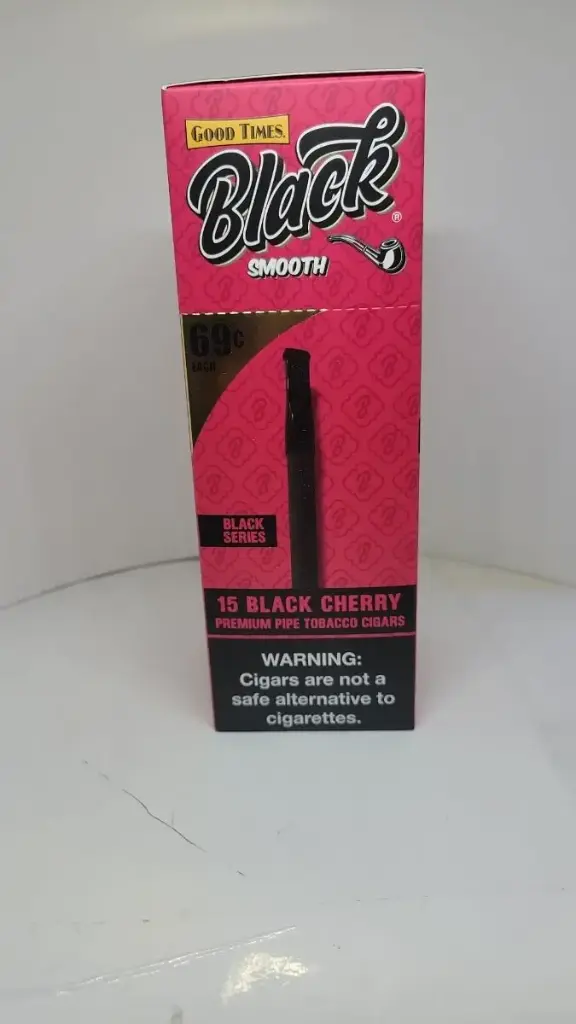 GOOD TIMES.
Black®
SMOOTH
69¢
EACH
BLACK
SERIES
15 BLACK CHERRY
PREMIUM PIPE TOBACCO CIGARS
WARNING:
Cigars are not a
safe alternative to
cigarettes.